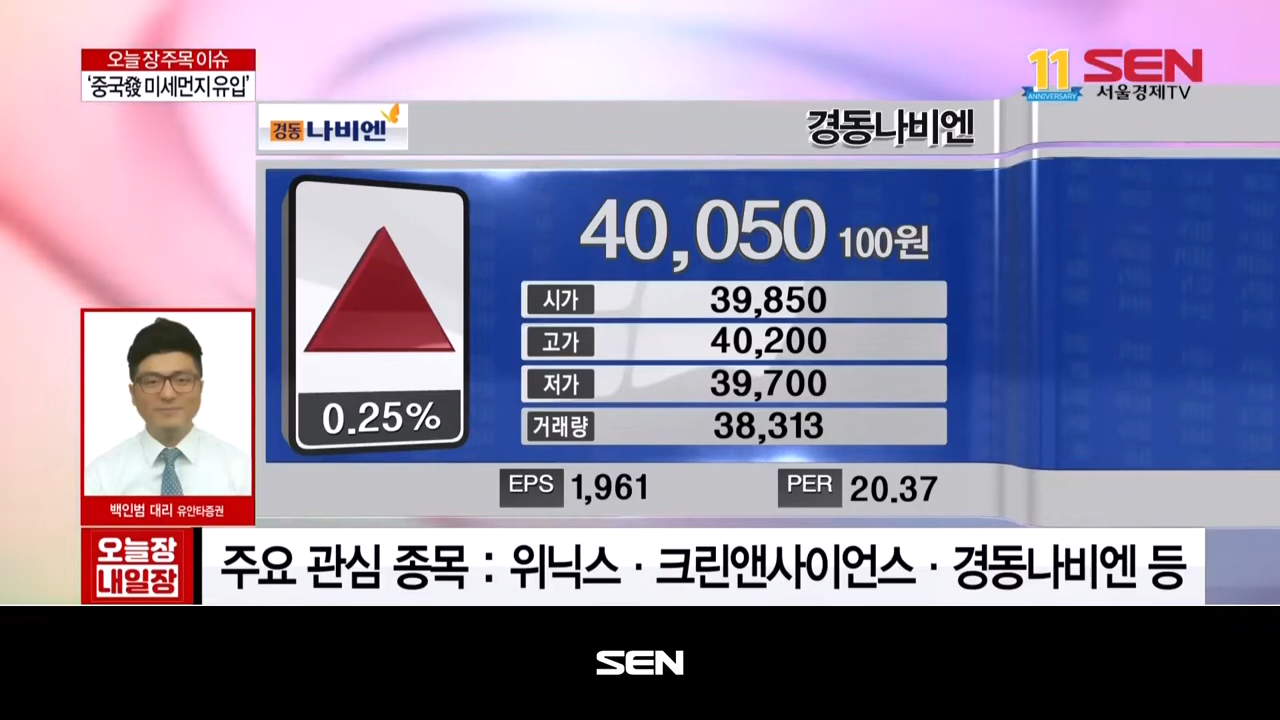 오늘 장 주목 이슈
‘중국發 미세먼지 유입’
11
ANNIVERSARY
SEN
서울경제TV
경동나비엔
경동나비엔
40,050 100원
시가 39,850
고가 40,200
저가 39,700
거래량 38,313
0.25%
EPS 1,961
PER 20.37
백인범 대리 유안타증권
오늘장
내일장
주요 관심 종목 : 위닉스 · 크린앤사이언스 · 경동나비엔 등
SEN